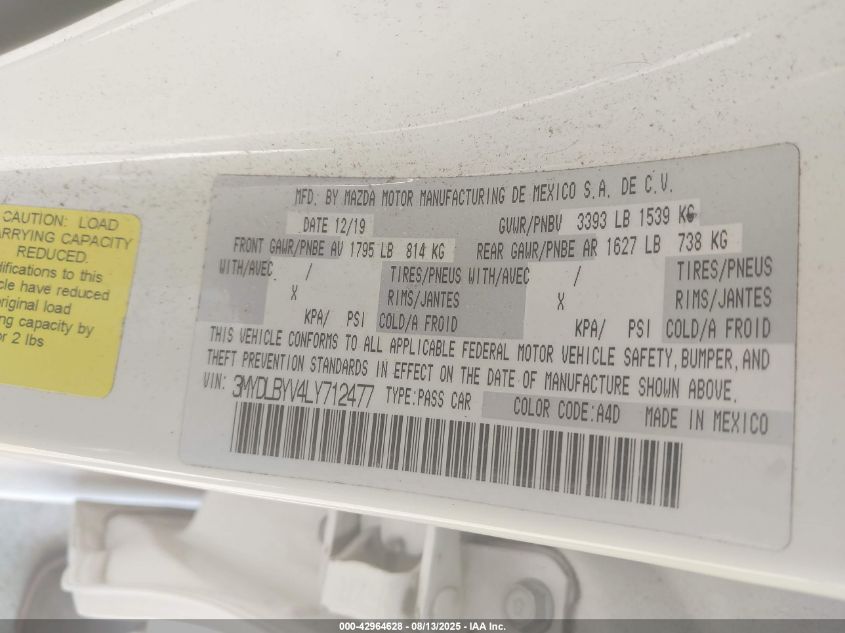 CAUTION: LOAD
ARRYING CAPACITY
REDUCED.
difications to this
cle have reduced
original load
ng capacity by
or 2 lbs
MFD. BY MAZDA MOTOR MANUFACTURING DE MEXICO S.A. DE C.V.
DATE 12/19 GVWR/PNBV 3393 LB 1539 KG
FRONT GAWR/PNBE AV 1795 LB 814 KG REAR GAWR/PNBE AR 1627 LB 738 KG
WITH/AVEC / TIRES/PNEUS WITH/AVEC / TIRES/PNEUS
X RIMS/JANTES X RIMS/JANTES
KPA/ PSI COLD/A FROID KPA/ PSI COLD/A FROID
THIS VEHICLE CONFORMS TO ALL APPLICABLE FEDERAL MOTOR VEHICLE SAFETY, BUMPER, AND
THEFT PREVENTION STANDARDS IN EFFECT ON THE DATE OF MANUFACTURE SHOWN ABOVE.
VIN: 3MYDLBYV4LY712477 TYPE:PASS CAR COLOR CODE:A4D MADE IN MEXICO
000-42964628 - 08/13/2025 - IAA Inc.